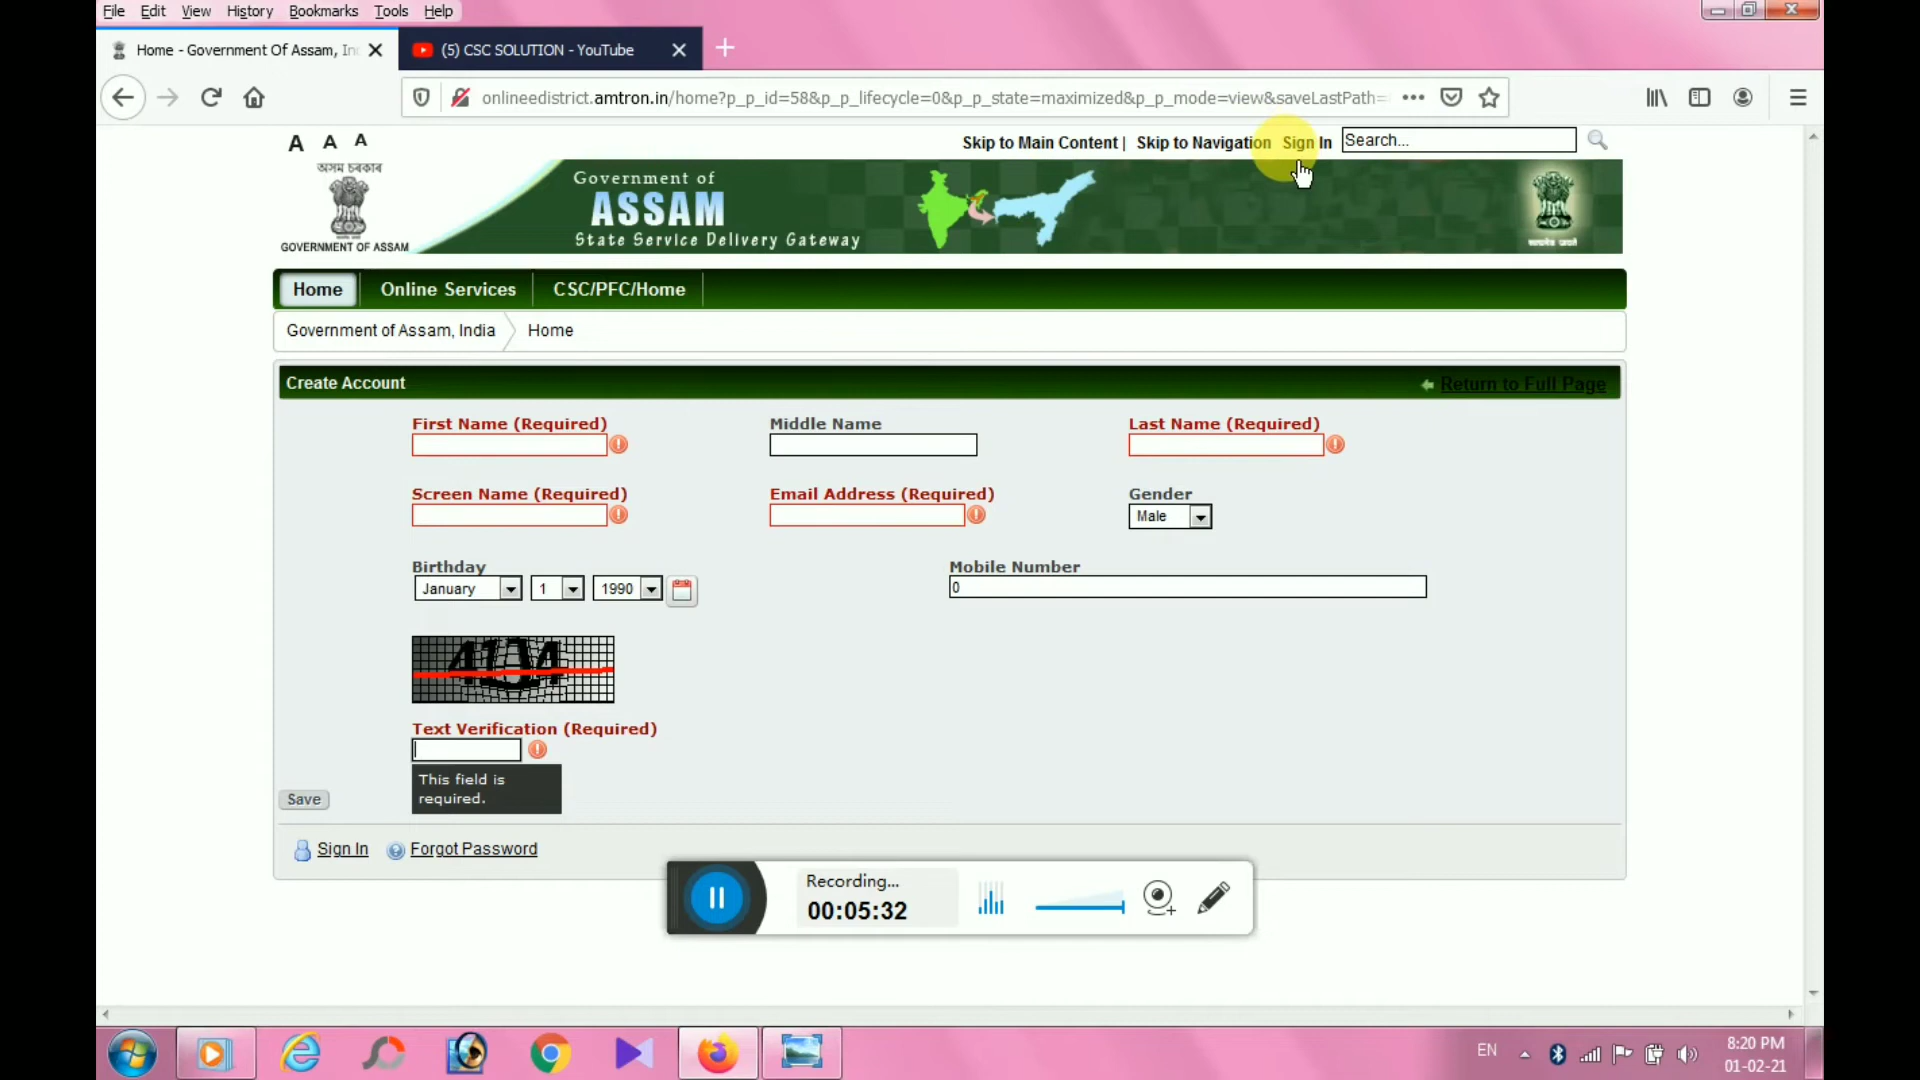 File Edit View History Bookmarks Tools Help
Home - Government Of Assam, In
(5) CSC SOLUTION - YouTube
onlineedistrict.amtron.in/home?p_p_id=58&p_p_lifecycle=0&p_p_state=maximized&p_p_mode=view&saveLastPath=
A A A
Skip to Main Content | Skip to Navigation Sign In Search...
অসম চৰকাৰ
GOVERNMENT OF ASSAM
Government of
ASSAM
State Service Delivery Gateway
सत्यमेव जयते
Home Online Services CSC/PFC/Home
Government of Assam, India Home
Create Account Return to Full Page
First Name (Required) Middle Name Last Name (Required)
Screen Name (Required) Email Address (Required) Gender
Male
Birthday Mobile Number
January 1 1990 0
Text Verification (Required)
This field is
required.
Save
Sign In Forgot Password
Recording...
00:05:32
EN
8:20 PM
01-02-21